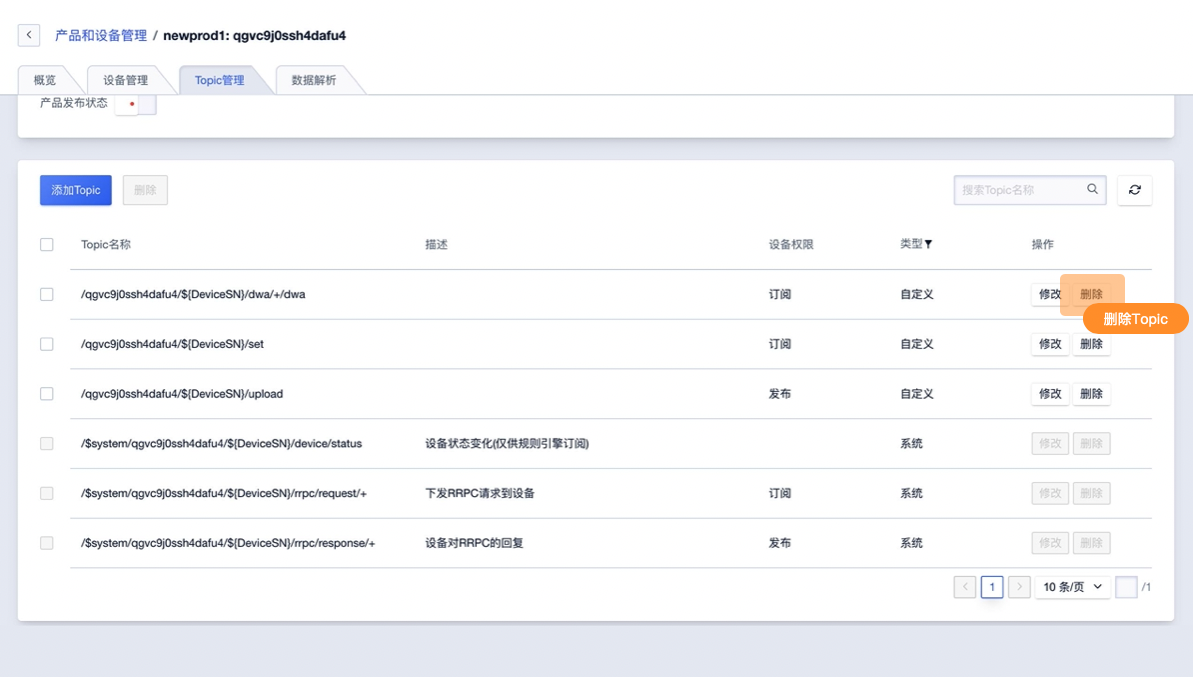 产品和设备管理 / newprod1: qgvc9j0ssh4dafu4
概览 设备管理 Topic管理 数据解析
产品发布状态
添加Topic 删除 搜索Topic名称
Topic名称 描述 设备权限 类型 操作
/qgvc9j0ssh4dafu4/${DeviceSN}/dwa/+/dwa 订阅 自定义 修改 删除
删除Topic
/qgvc9j0ssh4dafu4/${DeviceSN}/set 订阅 自定义 修改 删除
/qgvc9j0ssh4dafu4/${DeviceSN}/upload 发布 自定义 修改 删除
/$system/qgvc9j0ssh4dafu4/${DeviceSN}/device/status 设备状态变化(仅供规则引擎订阅) 系统 修改 删除
/$system/qgvc9j0ssh4dafu4/${DeviceSN}/rrpc/request/+ 下发RRPC请求到设备 订阅 系统 修改 删除
/$system/qgvc9j0ssh4dafu4/${DeviceSN}/rrpc/response/+ 设备对RRPC的回复 发布 系统 修改 删除
1 10 条/页 /1